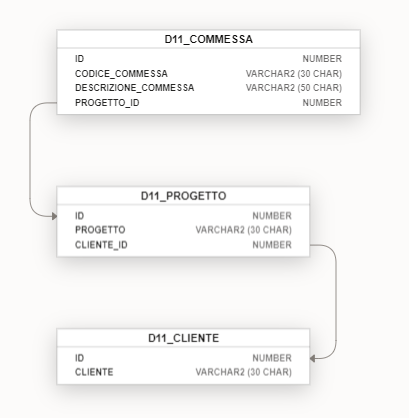 D11_COMMESSA
ID NUMBER
CODICE_COMMESSA VARCHAR2 (30 CHAR)
DESCRIZIONE_COMMESSA VARCHAR2 (50 CHAR)
PROGETTO_ID NUMBER
D11_PROGETTO
ID NUMBER
PROGETTO VARCHAR2 (30 CHAR)
CLIENTE_ID NUMBER
D11_CLIENTE
ID NUMBER
CLIENTE VARCHAR2 (30 CHAR)